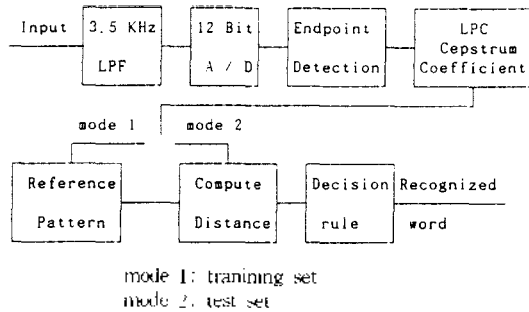 Input
3.5 KHz
LPF
12 Bit
A / D
Endpoint
Detection
LPC
Cepstrum
Coefficient
mode 1
mode 2
Reference
Pattern
Compute
Distance
Decision
rule
Recognized
word
mode 1: tranining set
mode 2. test set